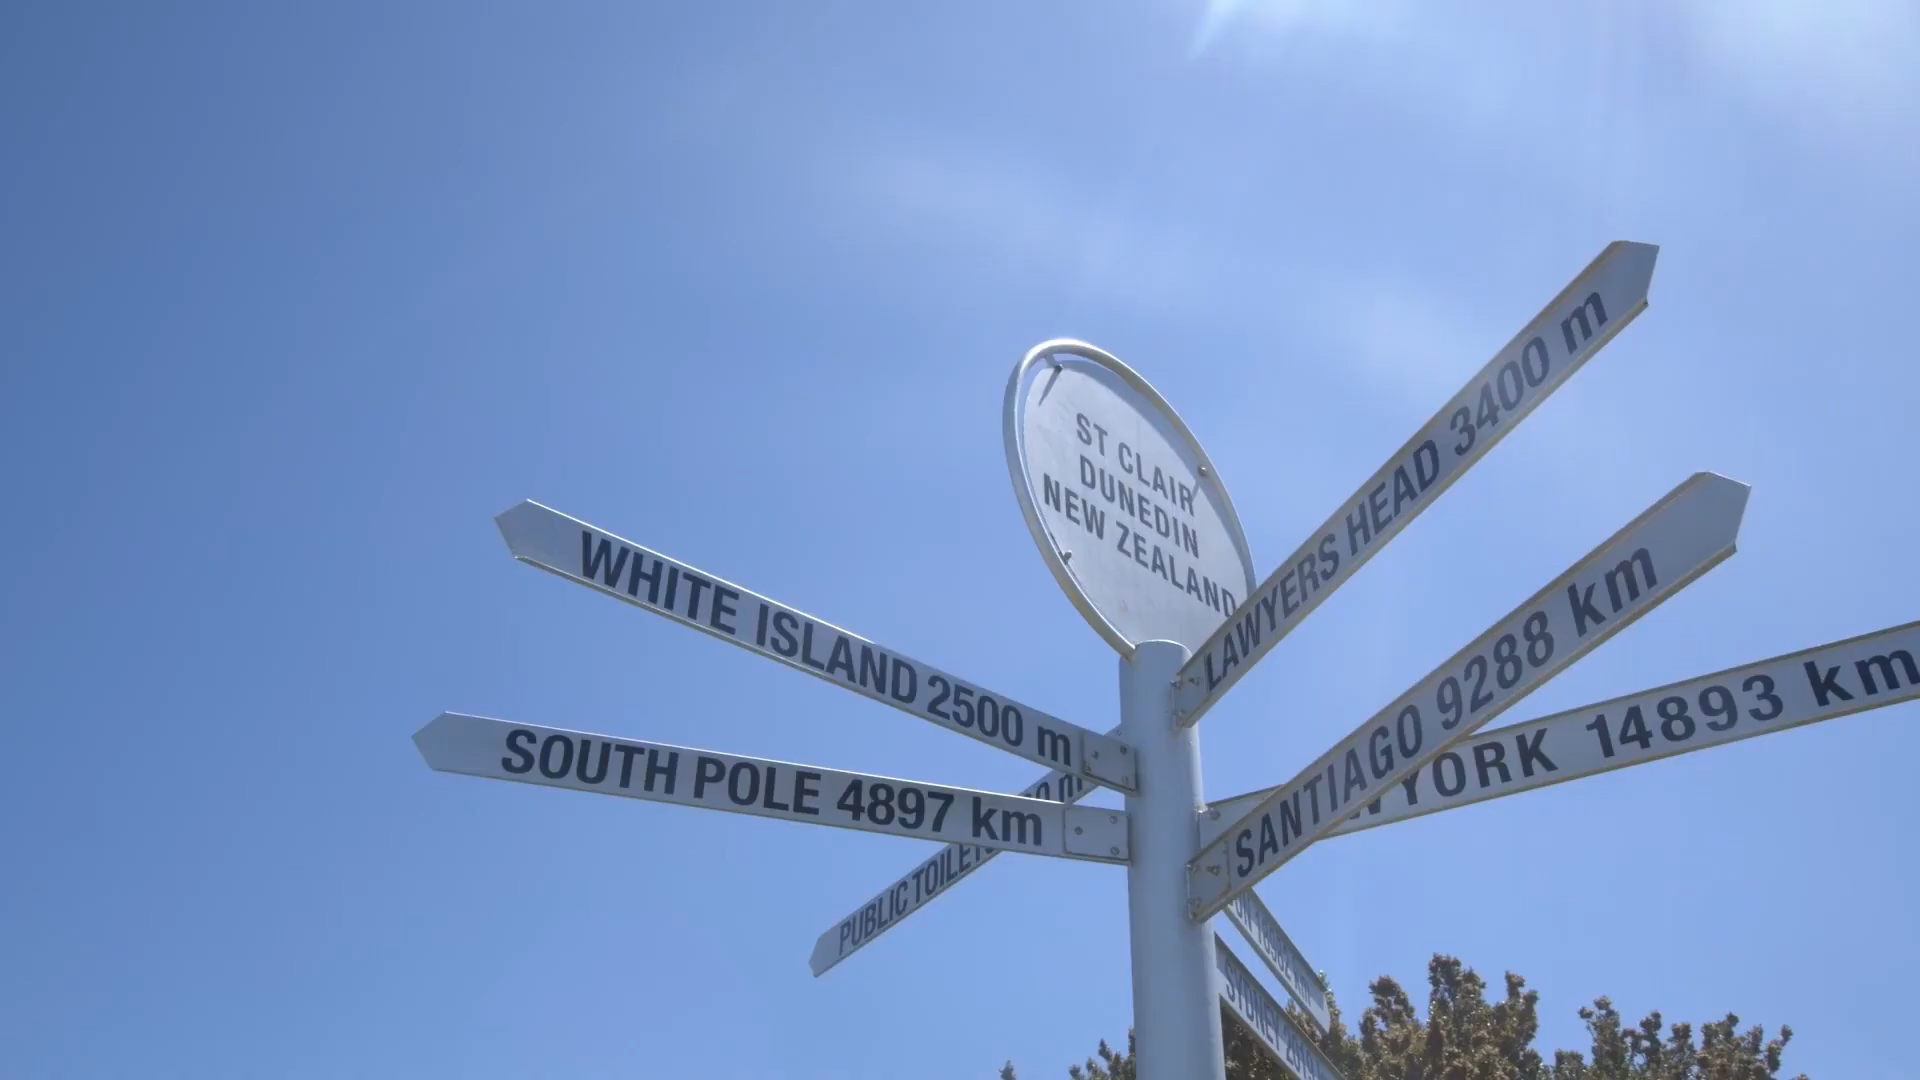 ST CLAIR
DUNEDIN
NEW ZEALAND
LAWYERS HEAD 3400 m
WHITE ISLAND 2500 m
SANTIAGO 9288 km
YORK 14893 km
SOUTH POLE 4897 km
PUBLIC
SYDNEY